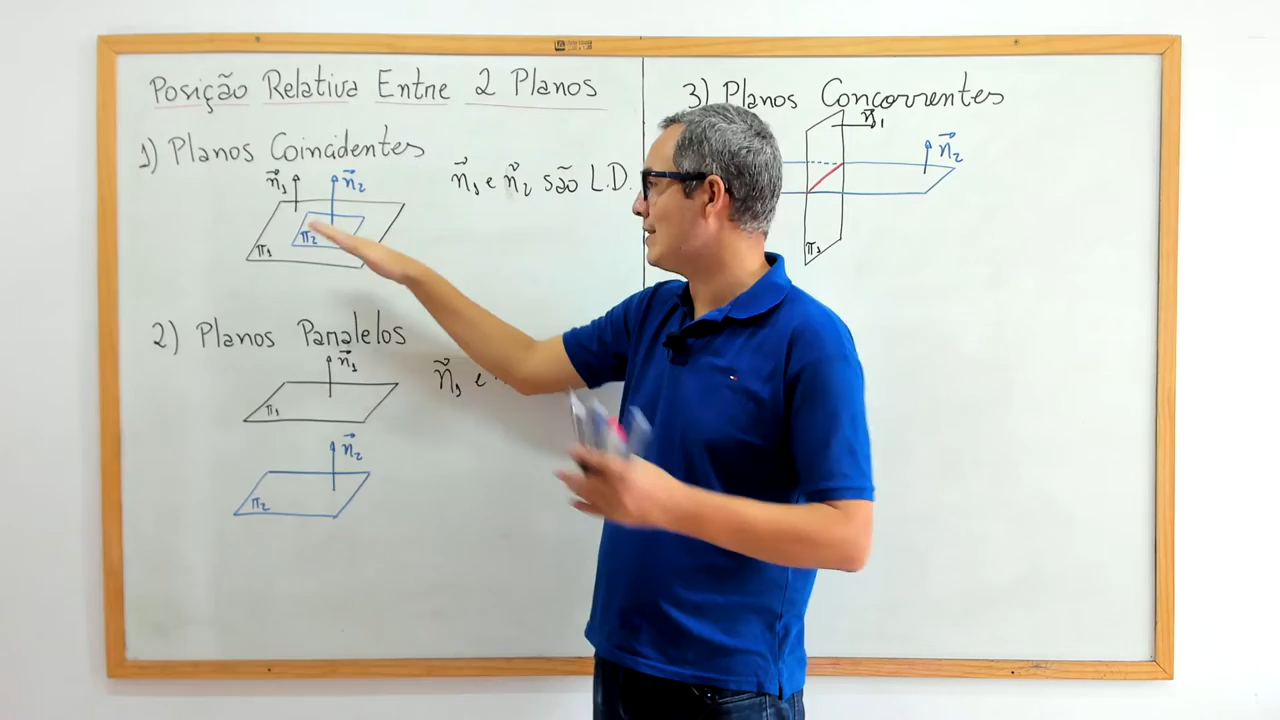 Posição Relativa Entre 2 Planos
1) Planos Coincidentes
n⃗₁ n⃗₂
π₁ π₂
n⃗₁ e n⃗₂ são L.D.
2) Planos Paralelos
n⃗₁
π₁
n⃗₂
π₂
n⃗₁ e
3) Planos Concorrentes
n⃗₁
n⃗₂
π₁